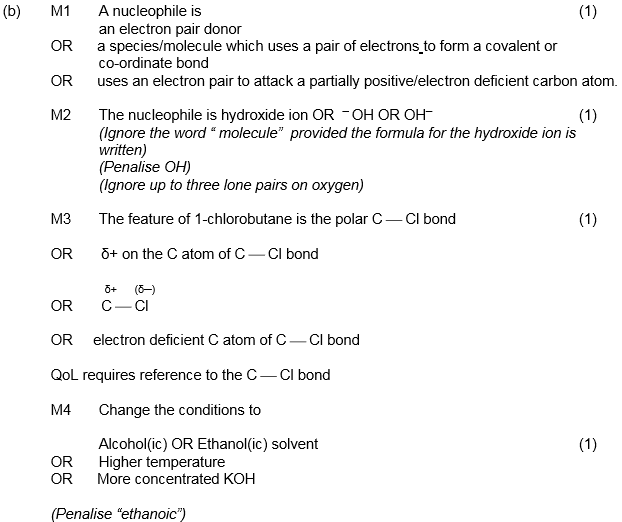 (b) M1 A nucleophile is (1)
an electron pair donor
OR a species/molecule which uses a pair of electrons to form a covalent or
co-ordinate bond
OR uses an electron pair to attack a partially positive/electron deficient carbon atom.
M2 The nucleophile is hydroxide ion OR ⁻OH OR OH⁻ (1)
(Ignore the word “ molecule” provided the formula for the hydroxide ion is
written)
(Penalise OH)
(Ignore up to three lone pairs on oxygen)
M3 The feature of 1-chlorobutane is the polar C — Cl bond (1)
OR δ+ on the C atom of C — Cl bond
δ+ (δ–)
OR C — Cl
OR electron deficient C atom of C — Cl bond
QoL requires reference to the C — Cl bond
M4 Change the conditions to
Alcohol(ic) OR Ethanol(ic) solvent (1)
OR Higher temperature
OR More concentrated KOH
(Penalise “ethanoic”)